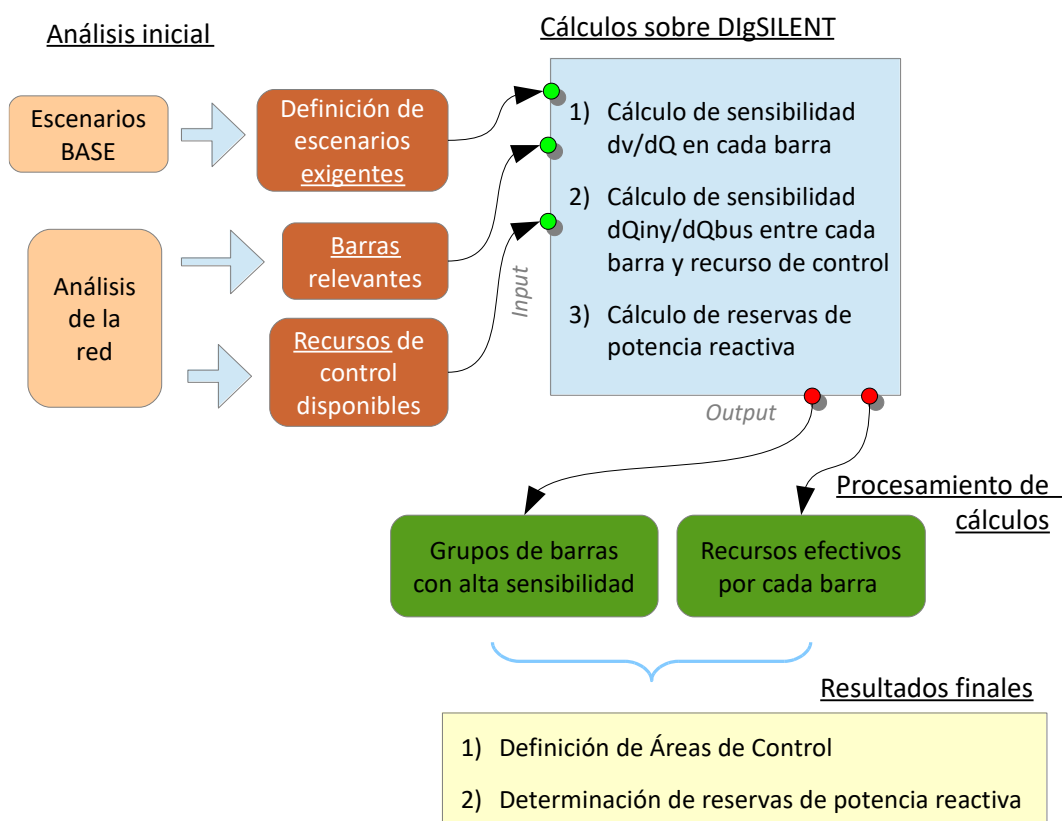 Análisis inicial
Cálculos sobre DIgSILENT
Escenarios
BASE
Definición de
escenarios
exigentes
Análisis
de la
red
Barras
relevantes
Recursos de
control
disponibles
Input
1) Cálculo de sensibilidad
dv/dQ en cada barra
2) Cálculo de sensibilidad
dQiny/dQbus entre cada
barra y recurso de control
3) Cálculo de reservas de
potencia reactiva
Output
Procesamiento de
cálculos
Grupos de barras
con alta sensibilidad
Recursos efectivos
por cada barra
Resultados finales
1) Definición de Áreas de Control
2) Determinación de reservas de potencia reactiva